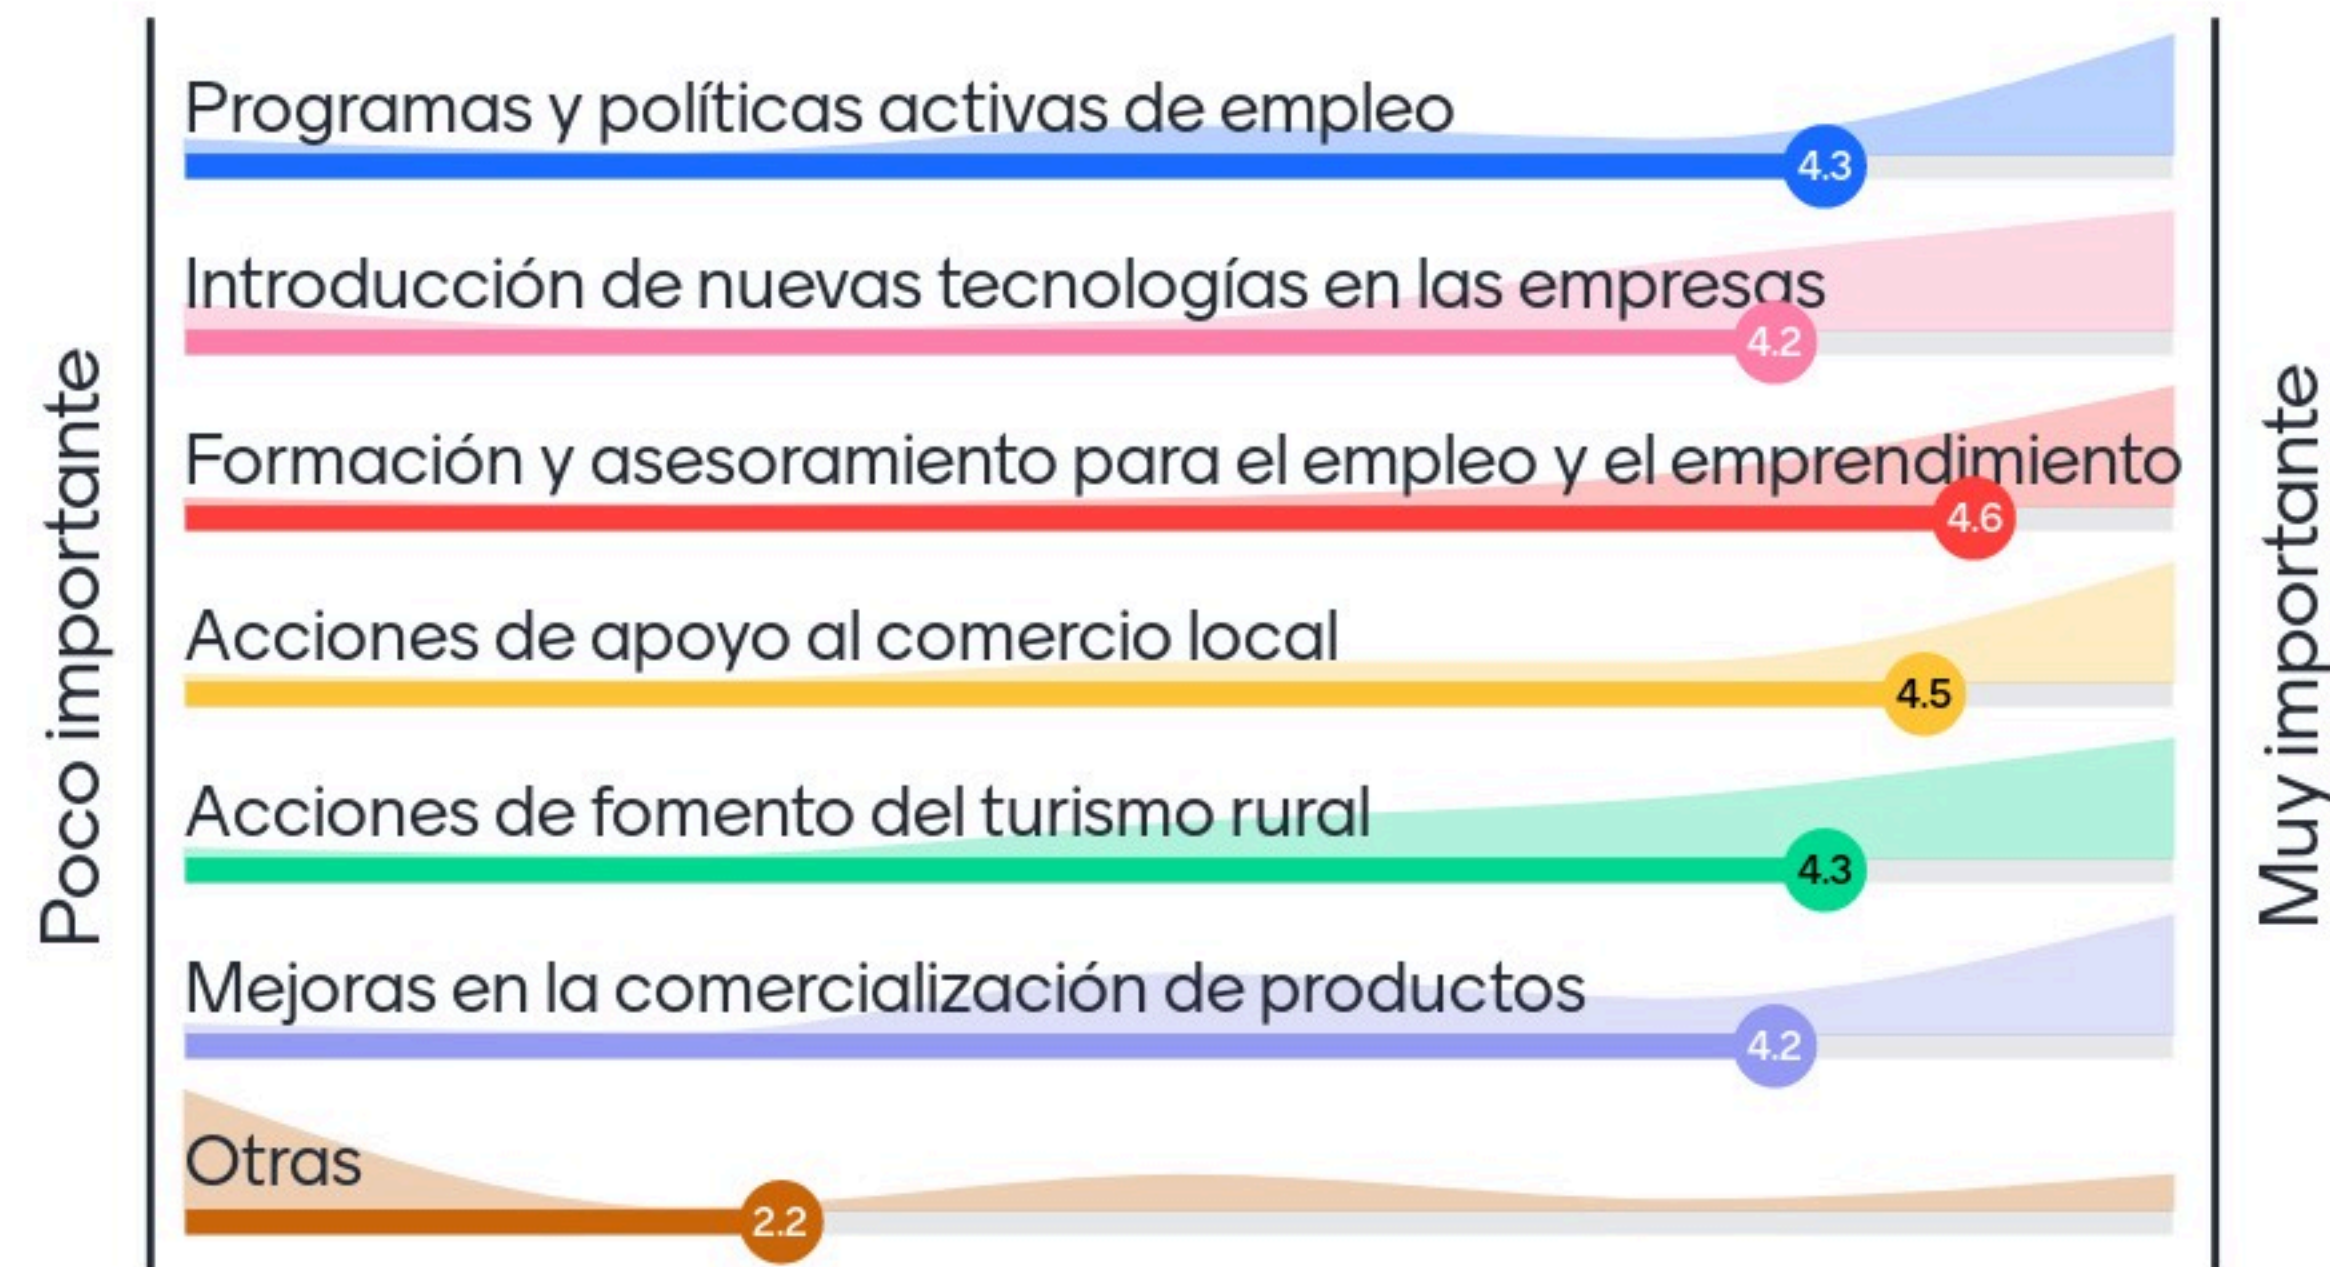 Poco importante
Programas y políticas activas de empleo
4.3
Introducción de nuevas tecnologías en las empresas
4.2
Formación y asesoramiento para el empleo y el emprendimiento
4.6
Acciones de apoyo al comercio local
4.5
Acciones de fomento del turismo rural
4.3
Mejoras en la comercialización de productos
4.2
Otras
2.2
Muy importante